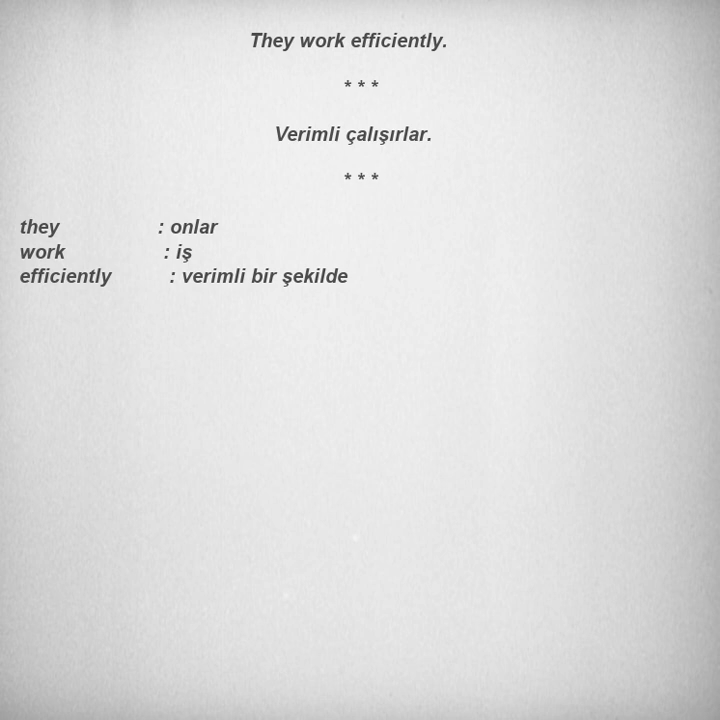 They work efficiently.
* * *
Verimli çalışırlar.
* * *
they : onlar
work : iş
efficiently : verimli bir şekilde